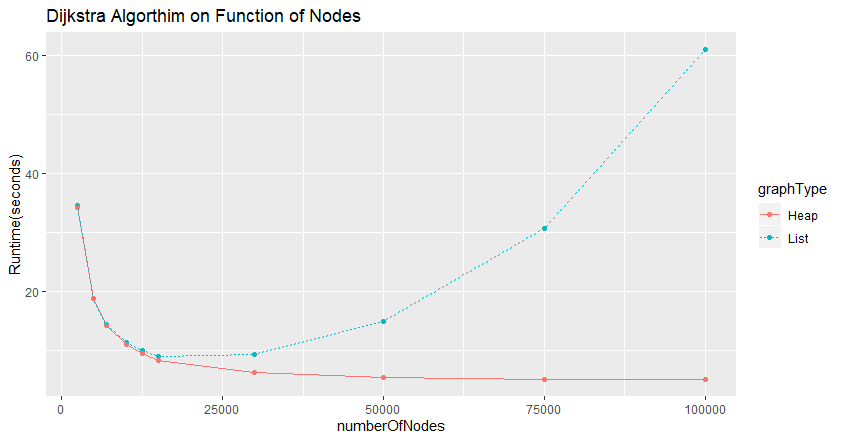 Dijkstra Algorthim on Function of Nodes
Runtime(seconds)
60
40
20
0
25000
50000
75000
100000
numberOfNodes
graphType
Heap
List